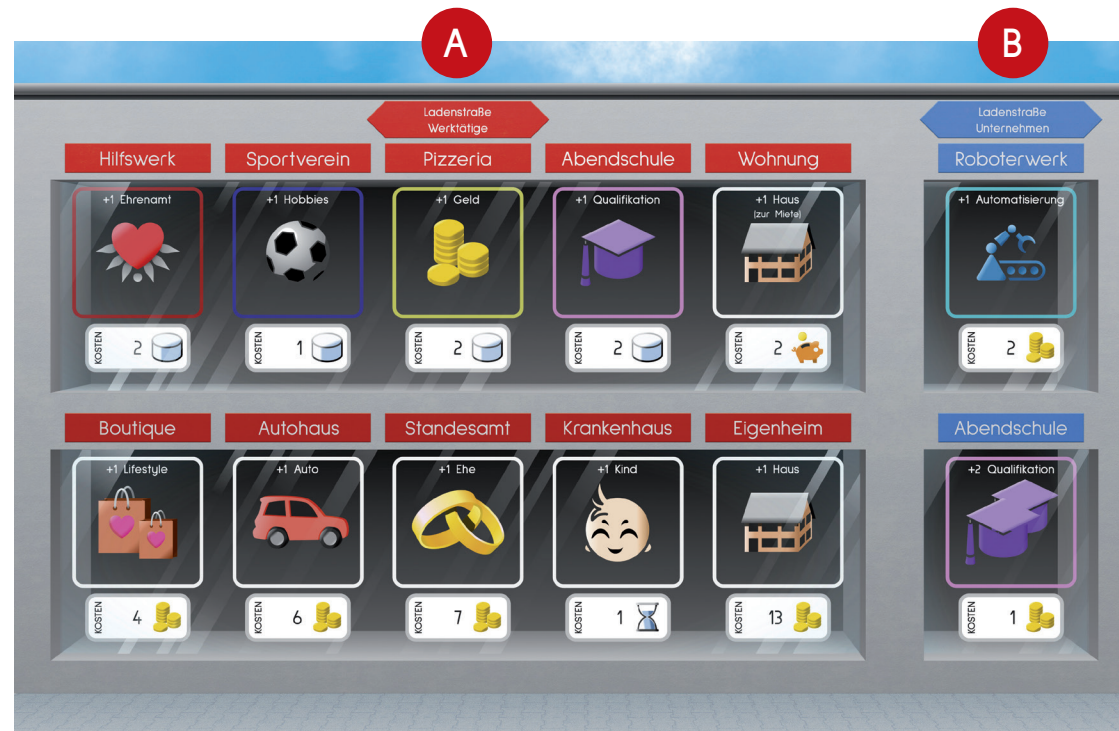 A
B
Ladenstraße
Werktätige
Ladenstraße
Unternehmen
Hilfswerk
Sportverein
Pizzeria
Abendschule
Wohnung
Roboterwerk
+1 Ehrenamt
+1 Hobbies
+1 Geld
+1 Qualifikation
+1 Haus
(zur Miete)
+1 Automatisierung
KOSTEN 2
KOSTEN 1
KOSTEN 2
KOSTEN 2
KOSTEN 2
KOSTEN 2
Boutique
Autohaus
Standesamt
Krankenhaus
Eigenheim
Abendschule
+1 Lifestyle
+1 Auto
+1 Ehe
+1 Kind
+1 Haus
+2 Qualifikation
KOSTEN 4
KOSTEN 6
KOSTEN 7
KOSTEN 1
KOSTEN 13
KOSTEN 1